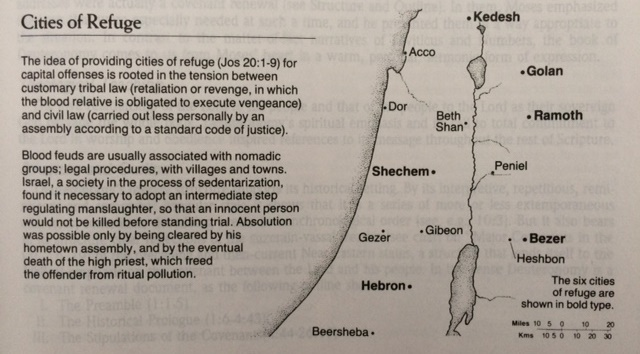 Cities of Refuge
The idea of providing cities of refuge (Jos 20:1-9) for
capital offenses is rooted in the tension between
customary tribal law (retaliation or revenge, in which
the blood relative is obligated to execute vengeance)
and civil law (carried out less personally by an
assembly according to a standard code of justice).
Blood feuds are usually associated with nomadic
groups; legal procedures, with villages and towns.
Israel, a society in the process of sedentarization,
found it necessary to adopt an intermediate step
regulating manslaughter, so that an innocent person
would not be killed before standing trial. Absolution
was possible only by being cleared by his
hometown assembly, and by the eventual
death of the high priest, which freed
the offender from ritual pollution.
Kedesh
Acco
Golan
Dor
Beth
Shan
Ramoth
Shechem
Peniel
Gezer
Gibeon
Bezer
Heshbon
Hebron
The six cities
of refuge are
shown in bold type.
Beersheba
Miles 10 5 0 10 20
Kms 10 5 0 10 20 30